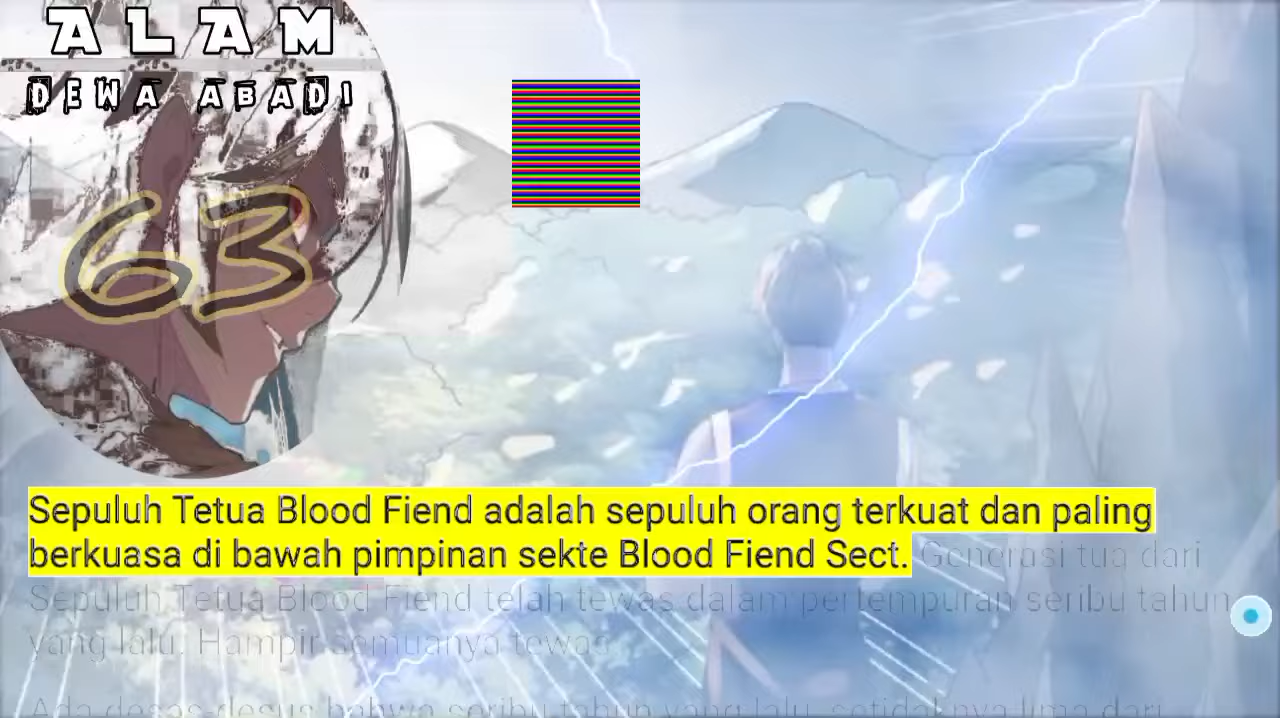 ALAM
DEWA ABADI
63
Sepuluh Tetua Blood Fiend adalah sepuluh orang terkuat dan paling
berkuasa di bawah pimpinan sekte Blood Fiend Sect. Generasi tua dari
Sepuluh Tetua Blood Fiend telah tewas dalam pertempuran seribu tahun
yang lalu. Hampir semuanya tewas.
Ada desas-desus bahwa seribu tahun yang lalu, setidaknya lima dari